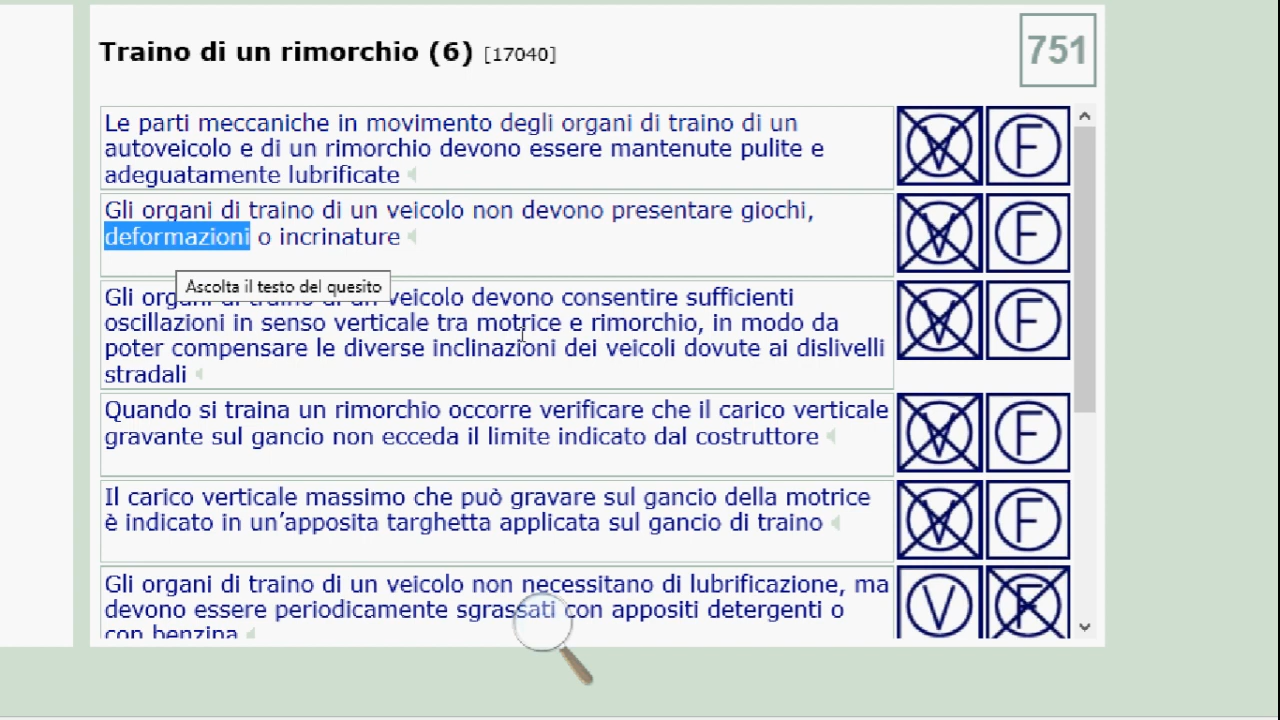 Traino di un rimorchio (6) [17040]
751
Le parti meccaniche in movimento degli organi di traino di un
autoveicolo e di un rimorchio devono essere mantenute pulite e
adeguatamente lubrificate
V F
Gli organi di traino di un veicolo non devono presentare giochi,
deformazioni o incrinature
V F
Ascolta il testo del quesito
Gli organi di traino di un veicolo devono consentire sufficienti
oscillazioni in senso verticale tra motrice e rimorchio, in modo da
poter compensare le diverse inclinazioni dei veicoli dovute ai dislivelli
stradali
V F
Quando si traina un rimorchio occorre verificare che il carico verticale
gravante sul gancio non ecceda il limite indicato dal costruttore
V F
Il carico verticale massimo che può gravare sul gancio della motrice
è indicato in un’apposita targhetta applicata sul gancio di traino
V F
Gli organi di traino di un veicolo non necessitano di lubrificazione, ma
devono essere periodicamente sgrassati con appositi detergenti o
con benzina
V F